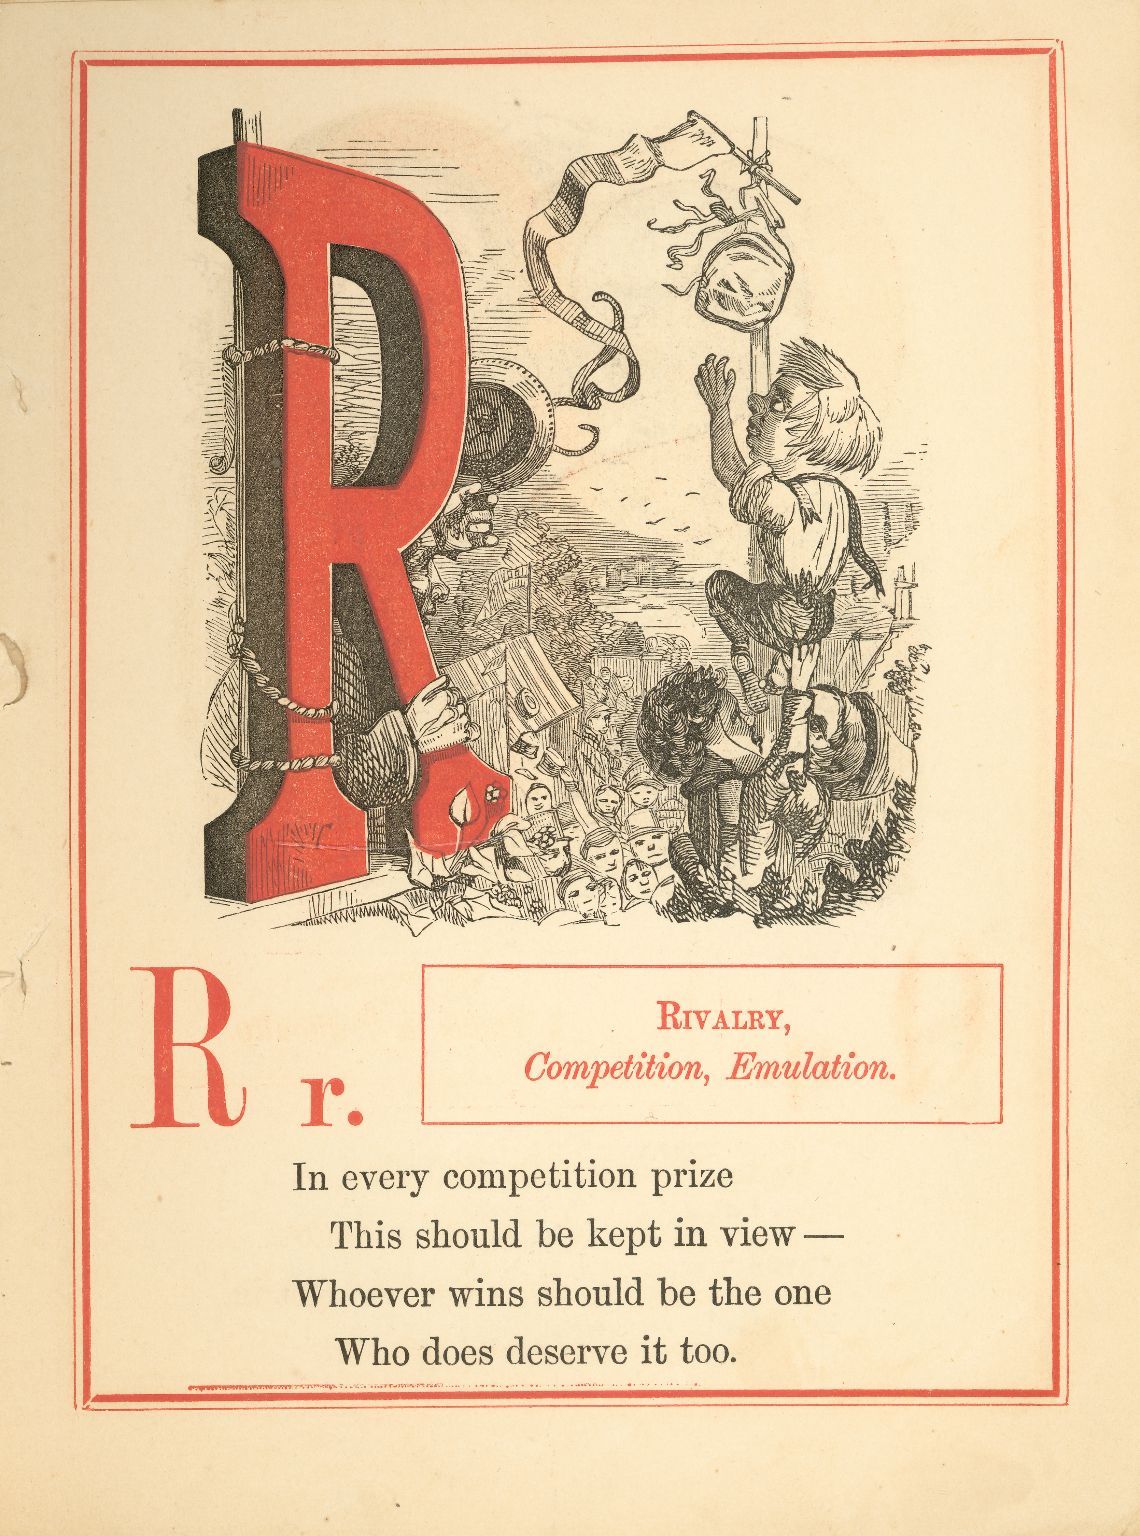 R
R r.
RIVALRY,
Competition, Emulation.
In every competition prize
This should be kept in view—
Whoever wins should be the one
Who does deserve it too.